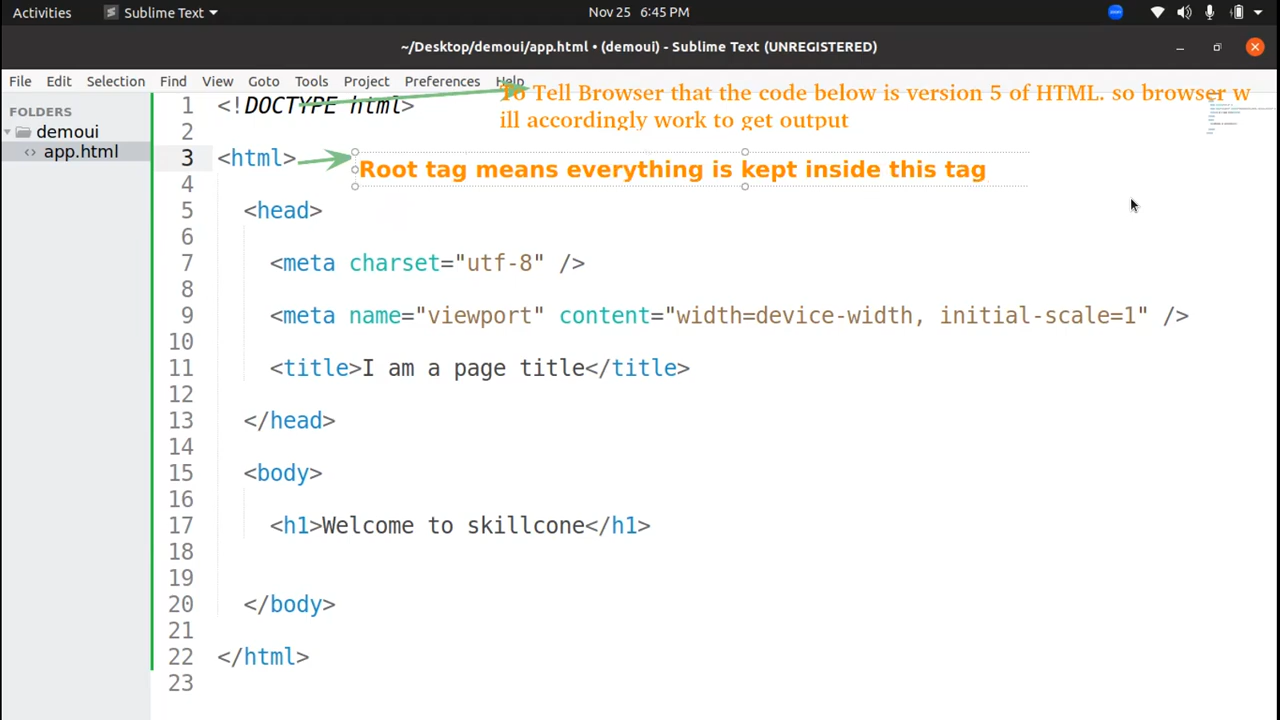 Activities Sublime Text Nov 25 6:45 PM
~/Desktop/demoui/app.html • (demoui) - Sublime Text (UNREGISTERED)
File Edit Selection Find View Goto Tools Project Preferences Help
To Tell Browser that the code below is version 5 of HTML. so browser w
ill accordingly work to get output
FOLDERS
demoui
<> app.html
1 <!DOCTYPE html>
2
3 <html>
Root tag means everything is kept inside this tag
4
5 <head>
6
7 <meta charset="utf-8" />
8
9 <meta name="viewport" content="width=device-width, initial-scale=1" />
10
11 <title>I am a page title</title>
12
13 </head>
14
15 <body>
16
17 <h1>Welcome to skillcone</h1>
18
19
20 </body>
21
22 </html>
23